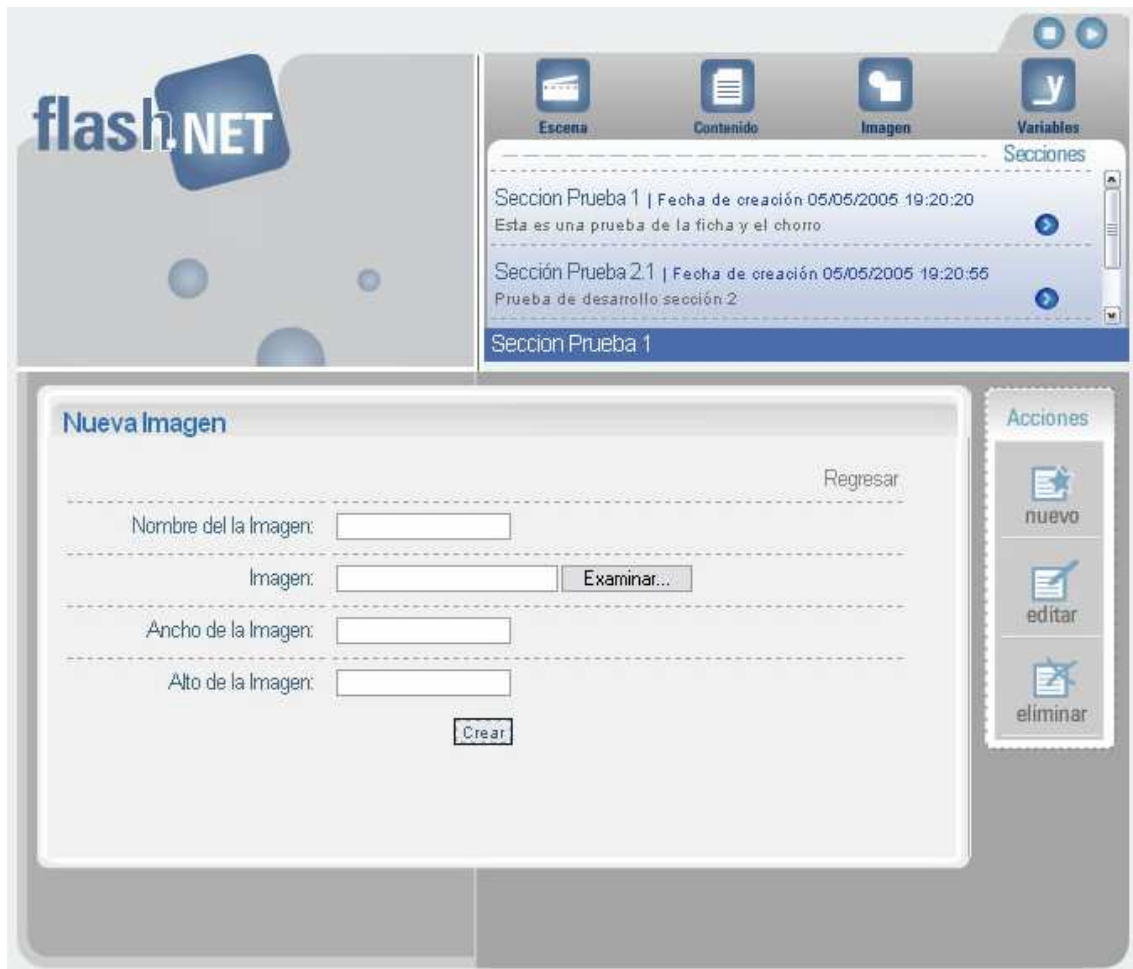 flash.NET
Escena
Contenido
Imagen
_y
Variables
Secciones
Seccion Prueba 1 | Fecha de creación 05/05/2005 19:20:20
Esta es una prueba de la ficha y el chorro
Sección Prueba 2.1 | Fecha de creación 05/05/2005 19:20:55
Prueba de desarrollo sección 2
Seccion Prueba 1
Nueva Imagen
Regresar
Nombre del la Imagen:
Imagen:
Examinar...
Ancho de la Imagen:
Alto de la Imagen:
Crear
Acciones
nuevo
editar
eliminar